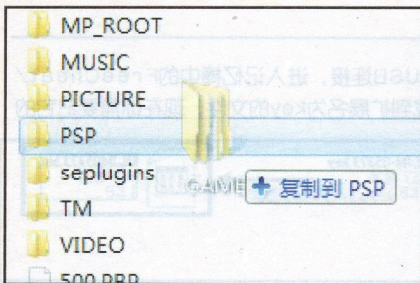 MP_ROOT
MUSIC
PICTURE
PSP
seplugins
GAME
复制到 PSP
TM
VIDEO
500.PBP